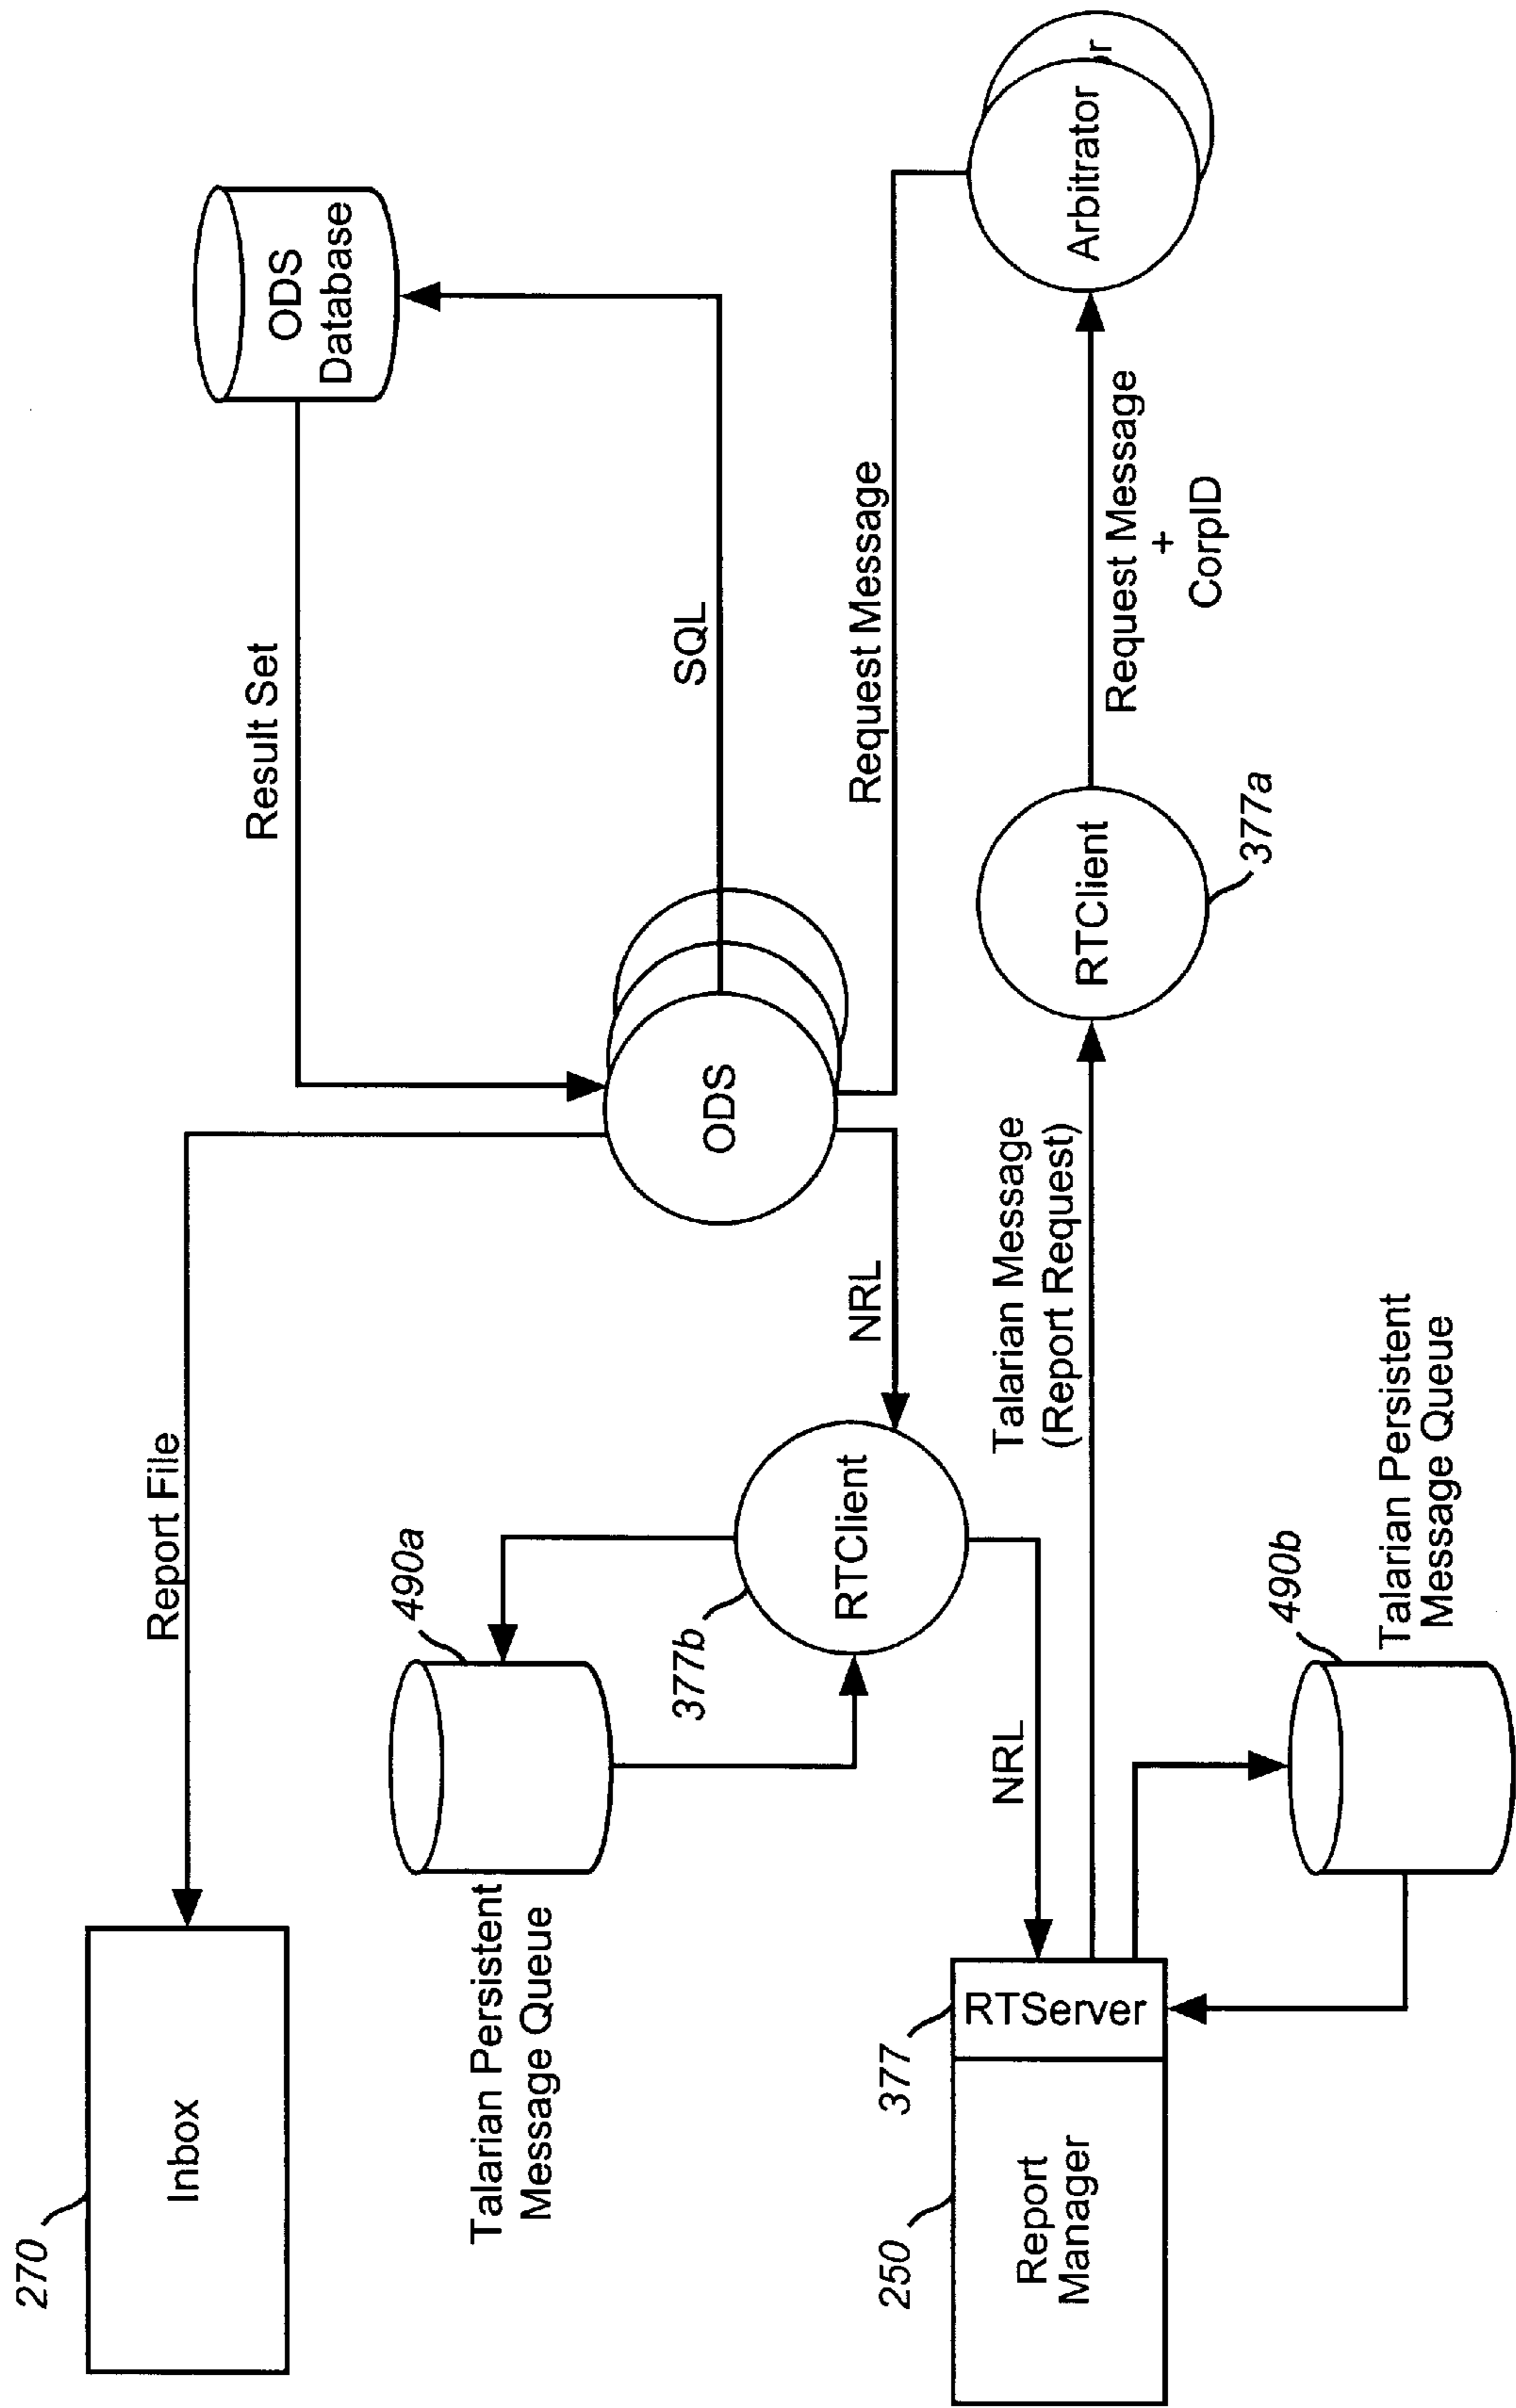 270
Inbox
Report File
Result Set
ODS
Database
SQL
ODS
Talarian Persistent
Message Queue
490a
377b
RTClient
NRL
Request Message
Arbitrator
r
250
Report
Manager
377
RTServer
NRL
Talarian Message
(Report Request)
RTClient
377a
Request Message
+
CorpID
490b
Talarian Persistent
Message Queue